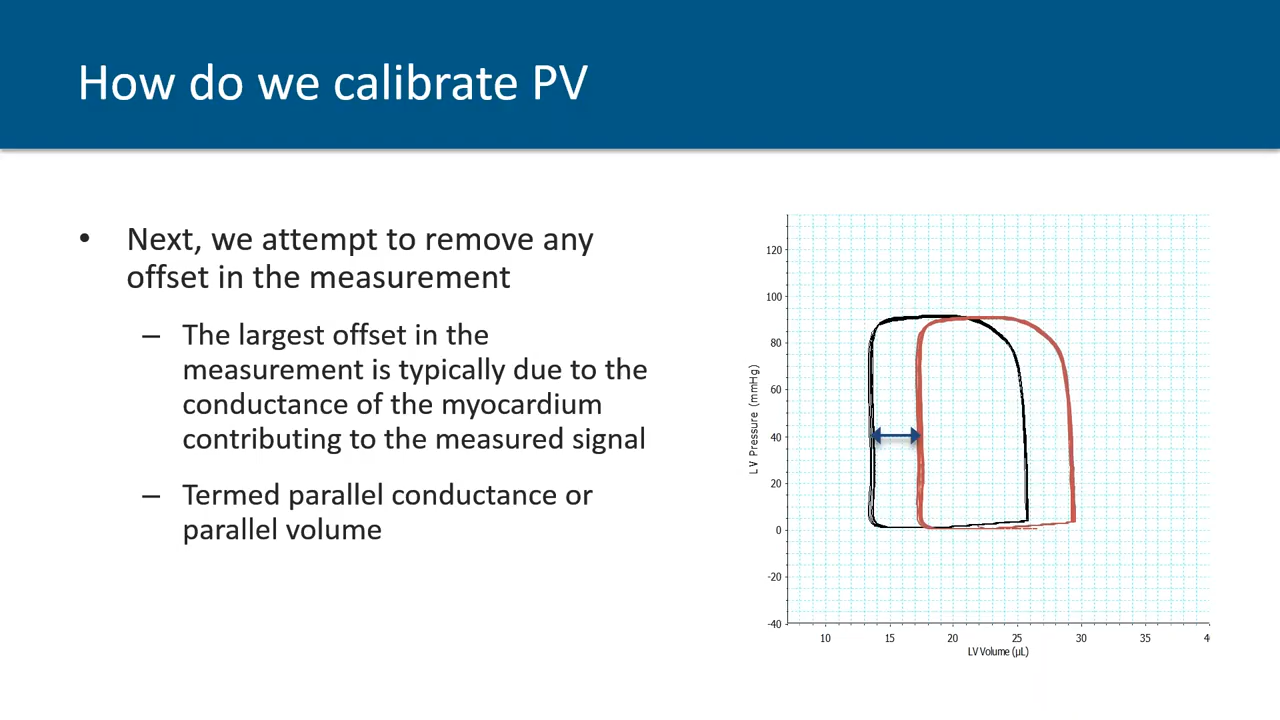 How do we calibrate PV
• Next, we attempt to remove any
offset in the measurement
– The largest offset in the
measurement is typically due to the
conductance of the myocardium
contributing to the measured signal
– Termed parallel conductance or
parallel volume
120
100
80
60
40
20
0
-20
-40
LV Pressure (mmHg)
10 15 20 25 30 35 4
LV Volume (µL)